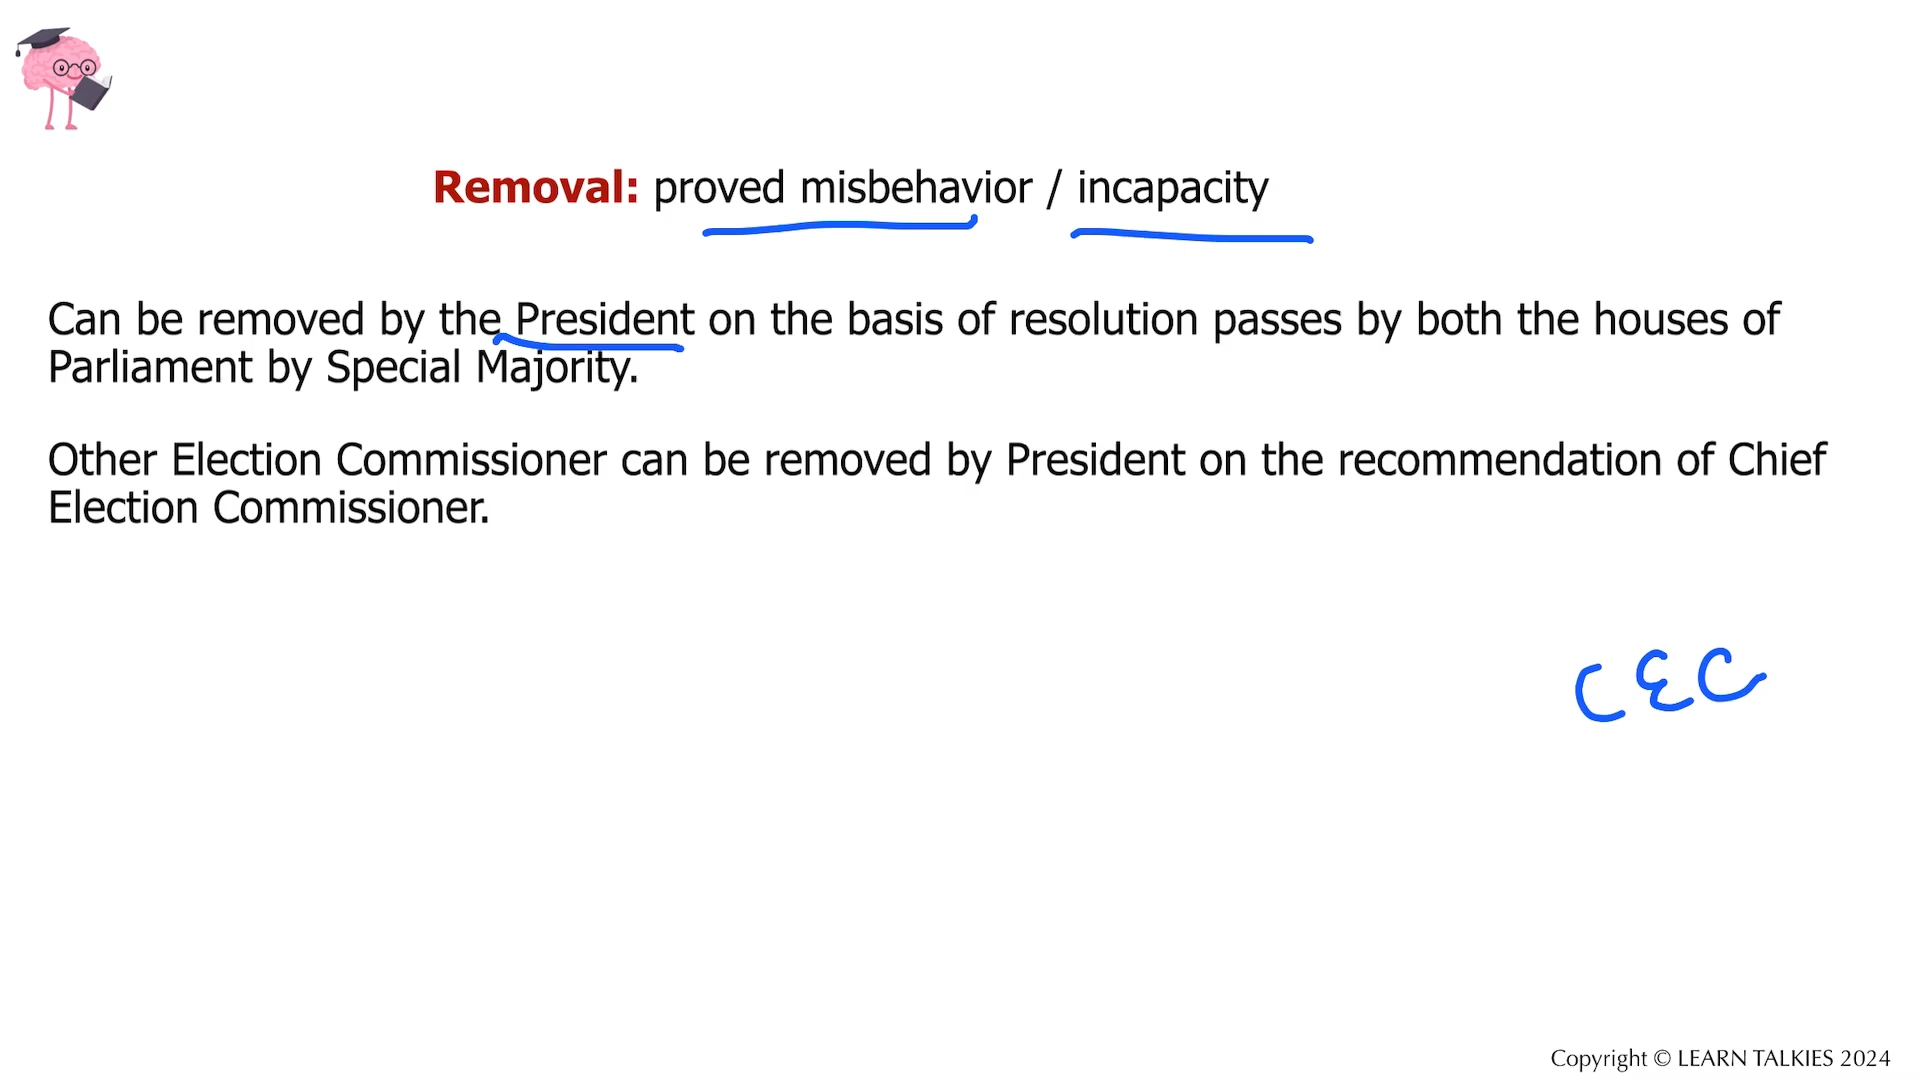 Removal: proved misbehavior / incapacity
Can be removed by the President on the basis of resolution passes by both the houses of
Parliament by Special Majority.
Other Election Commissioner can be removed by President on the recommendation of Chief
Election Commissioner.
CEC
Copyright © LEARN TALKIES 2024